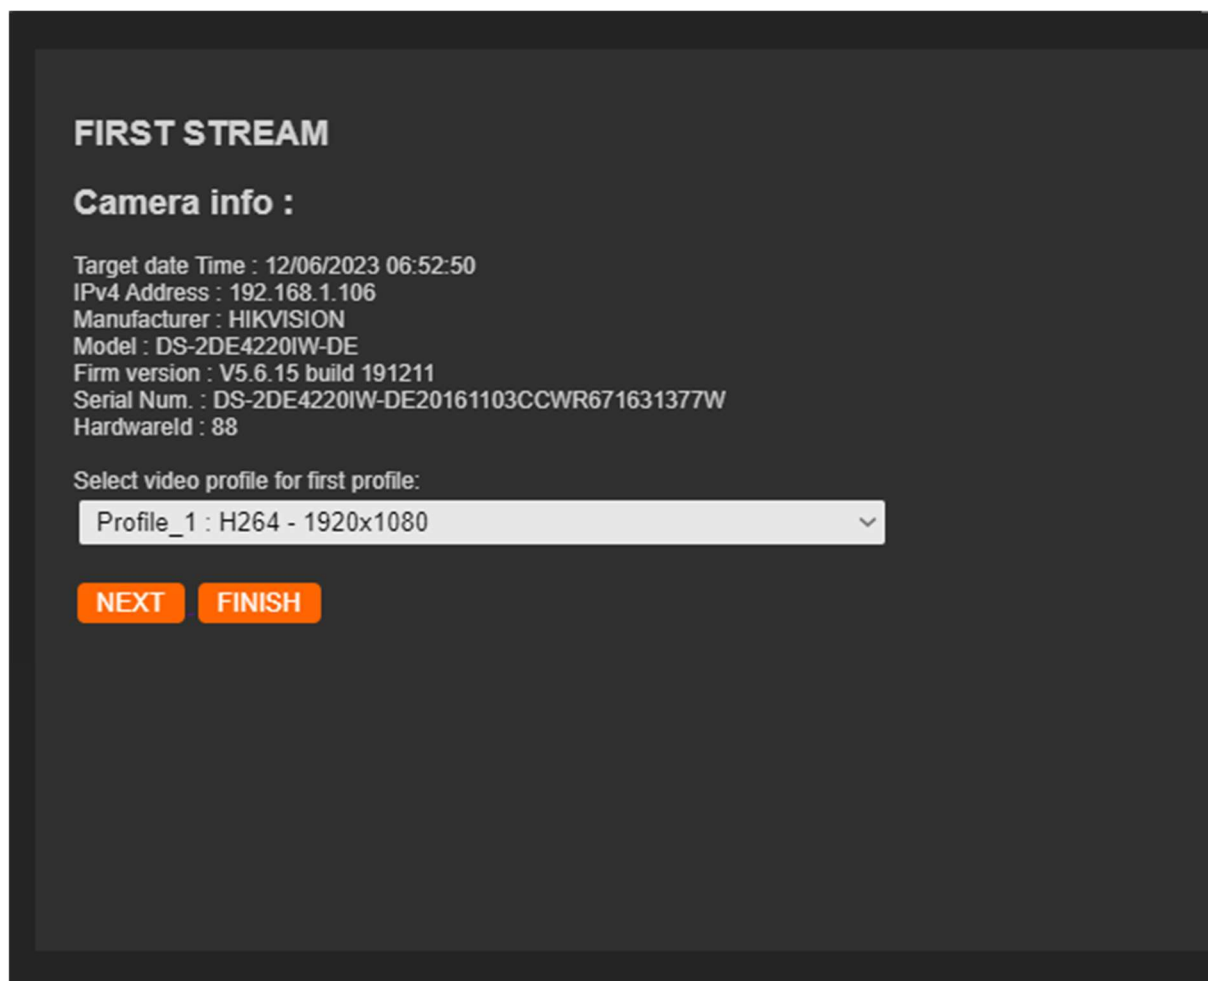 FIRST STREAM
Camera info :
Target date Time : 12/06/2023 06:52:50
IPv4 Address : 192.168.1.106
Manufacturer : HIKVISION
Model : DS-2DE4220IW-DE
Firm version : V5.6.15 build 191211
Serial Num. : DS-2DE4220IW-DE20161103CCWR671631377W
HardwareId : 88
Select video profile for first profile:
Profile_1 : H264 - 1920x1080
NEXT FINISH